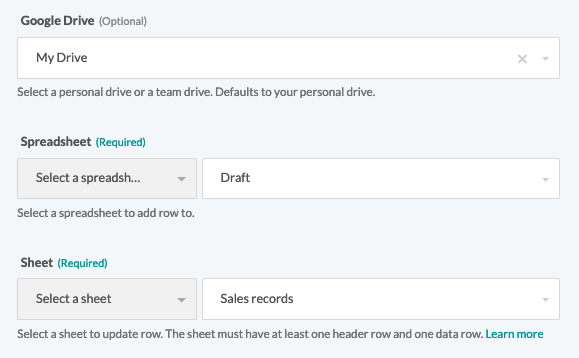 Google Drive (Optional)
My Drive
Select a personal drive or a team drive. Defaults to your personal drive.
Spreadsheet (Required)
Select a spreadsh... Draft
Select a spreadsheet to add row to.
Sheet (Required)
Select a sheet Sales records
Select a sheet to update row. The sheet must have at least one header row and one data row. Learn more